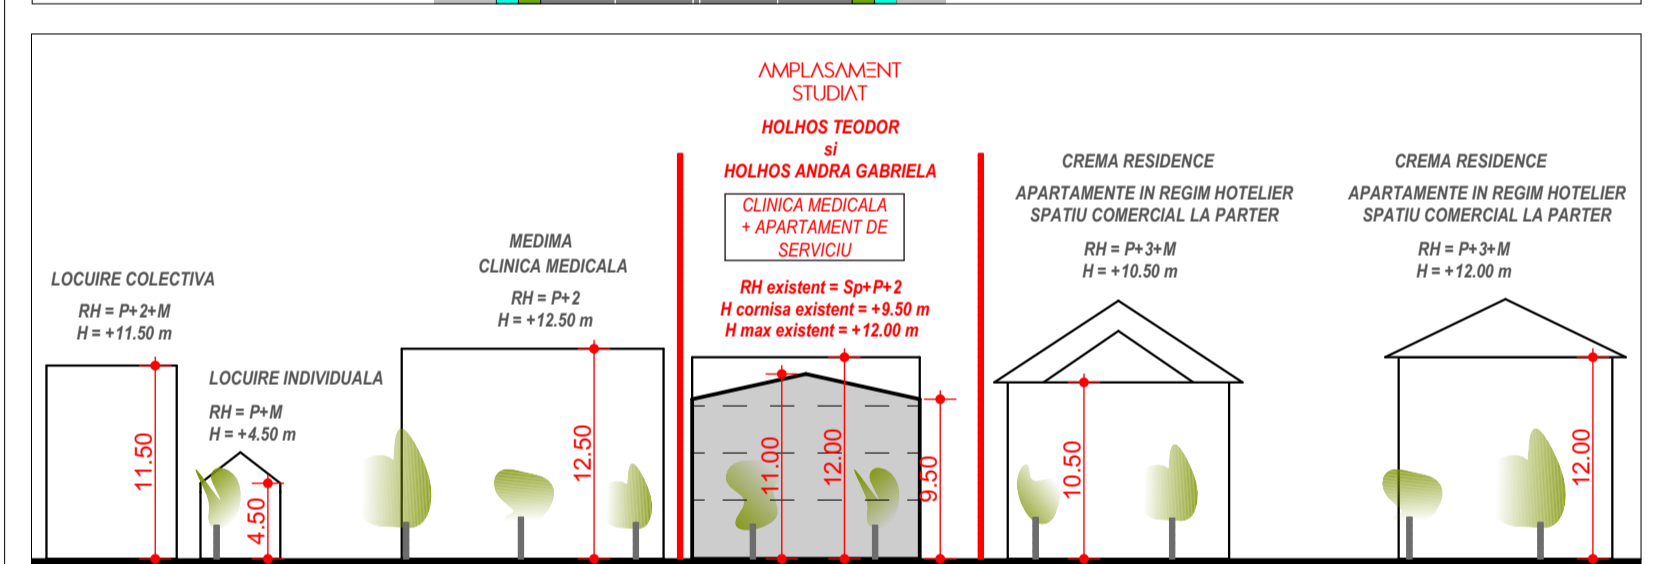 AMPLASAMENT
STUDIAT
HOLHOS TEODOR
si
HOLHOS ANDRA GABRIELA
CLINICA MEDICALA
+ APARTAMENT DE
SERVICIU
RH existent = Sp+P+2
H cornisa existent = +9.50 m
H max existent = +12.00 m
LOCUIRE COLECTIVA
RH = P+2+M
H = +11.50 m
LOCUIRE INDIVIDUALA
RH = P+M
H = +4.50 m
MEDIMA
CLINICA MEDICALA
RH = P+2
H = +12.50 m
CREMA RESIDENCE
APARTAMENTE IN REGIM HOTELIER
SPATIU COMERCIAL LA PARTER
RH = P+3+M
H = +10.50 m
CREMA RESIDENCE
APARTAMENTE IN REGIM HOTELIER
SPATIU COMERCIAL LA PARTER
RH = P+3+M
H = +12.00 m
11.50
4.50
12.50
11.00
12.00
9.50
10.50
12.00